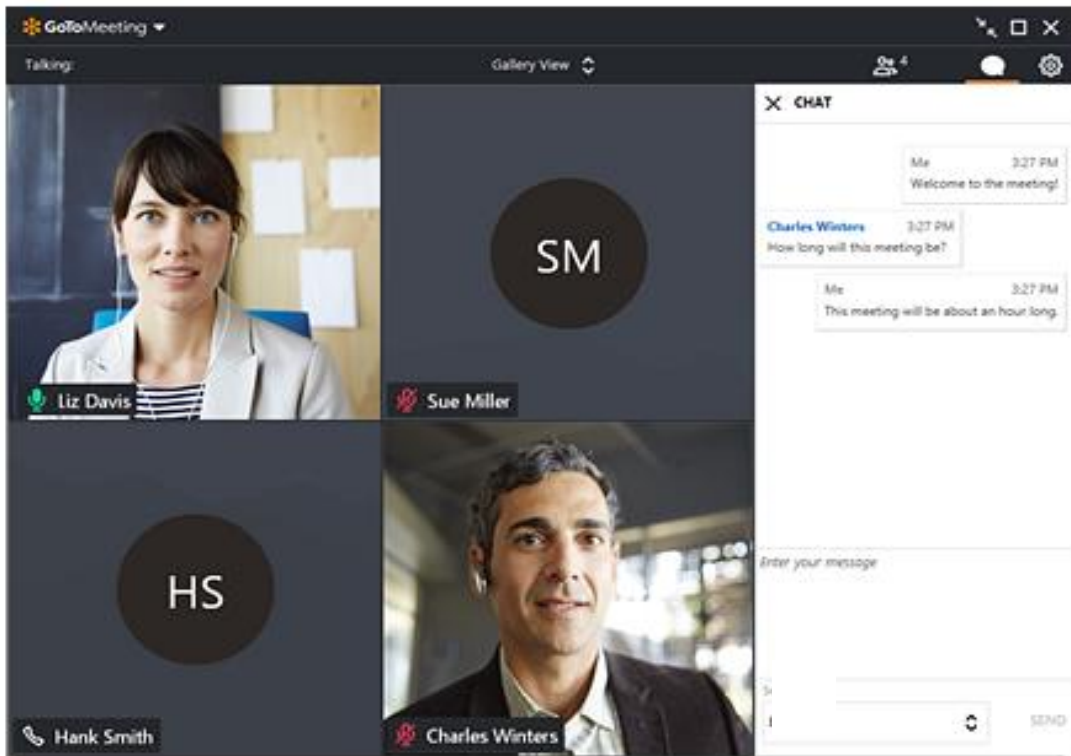 GoToMeeting
Talking:
Gallery View
4
CHAT
Me 3:27 PM
Welcome to the meeting!
Charles Winters 3:27 PM
How long will this meeting be?
Me 3:27 PM
This meeting will be about an hour long.
SM
Liz Davis
Sue Miller
HS
Enter your message
Hank Smith
Charles Winters
SEND